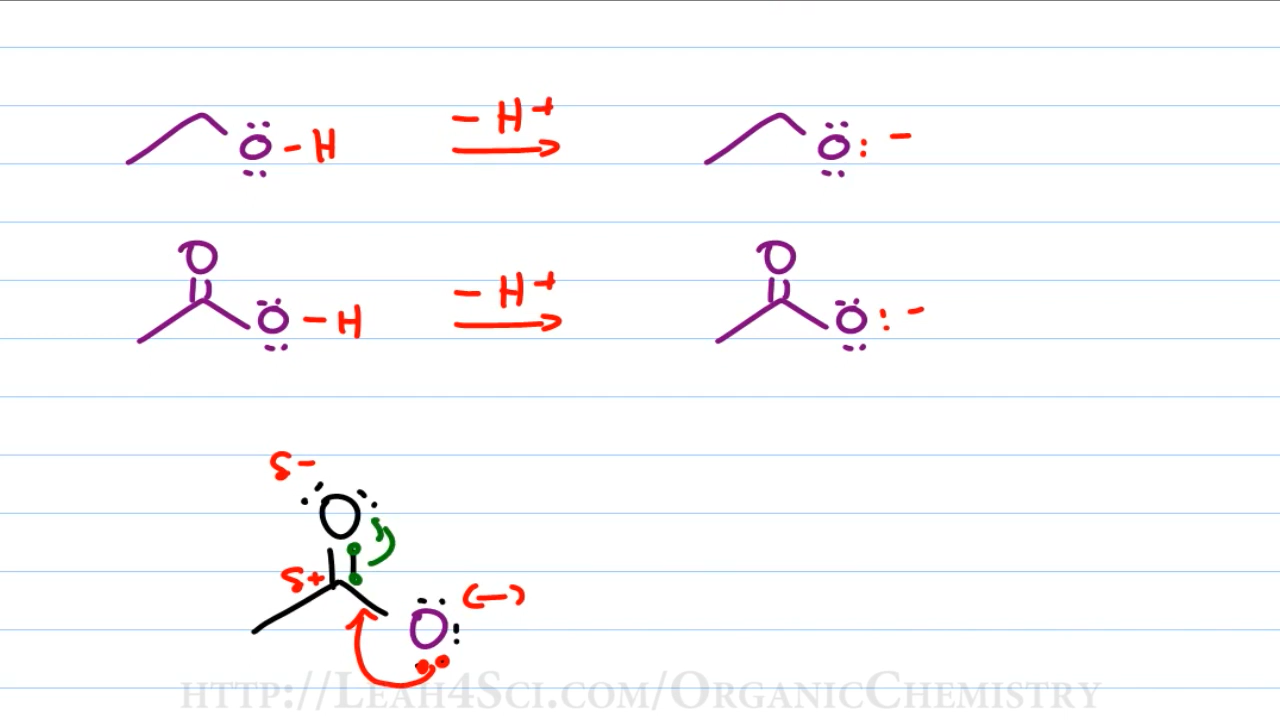 O - H - H+ → O: -
O O
O - H - H+ → O: -
δ-
O
δ+
O (-)
HTTP://LEAH4SCI.COM/ORGANICCHEMISTRY